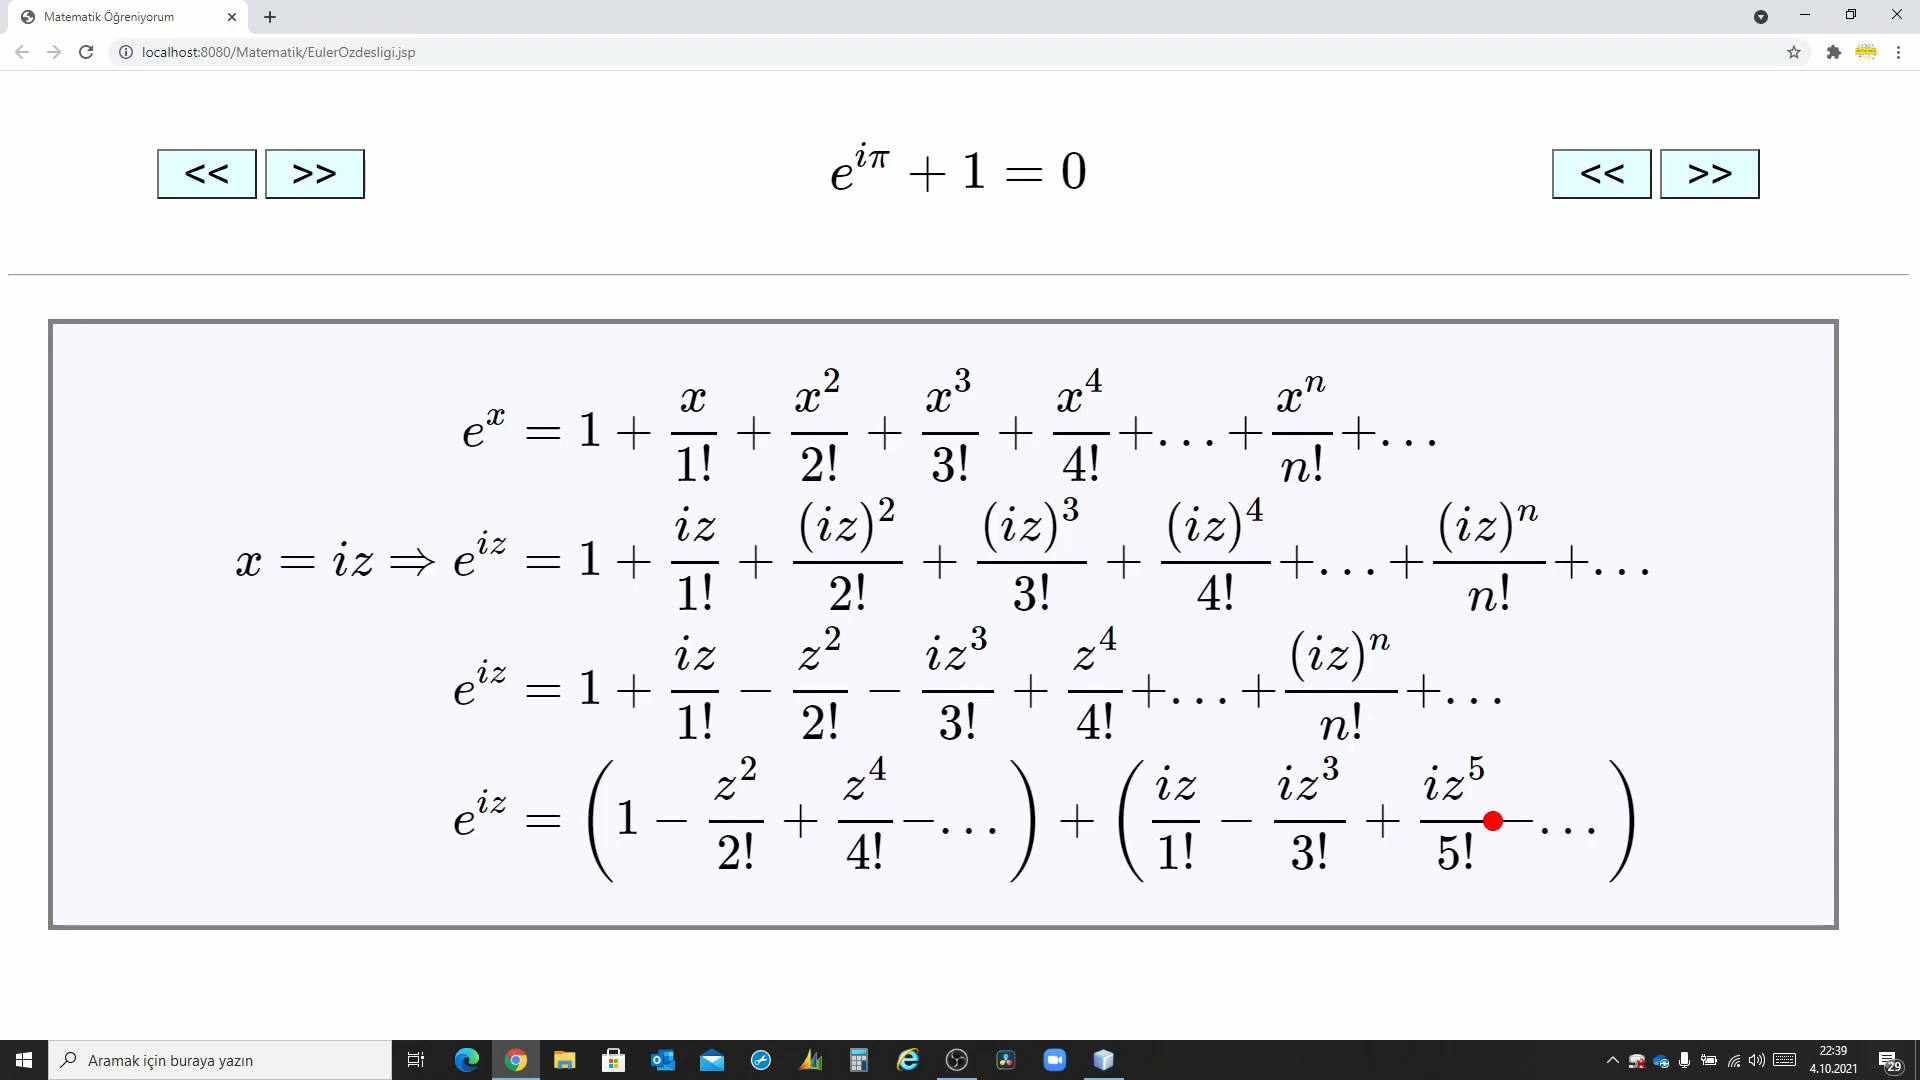 Matematik Öğreniyorum
localhost:8080/Matematik/EulerOzdesligi.jsp
<< >> e^{iπ} + 1 = 0 << >>
e^x = 1 + x/1! + x^2/2! + x^3/3! + x^4/4! +...+ x^n/n! +...
x = iz ⇒ e^{iz} = 1 + iz/1! + (iz)^2/2! + (iz)^3/3! + (iz)^4/4! +...+ (iz)^n/n! +...
e^{iz} = 1 + iz/1! − z^2/2! − iz^3/3! + z^4/4! +...+ (iz)^n/n! +...
e^{iz} = (1 − z^2/2! + z^4/4! −...) + (iz/1! − iz^3/3! + iz^5/5! −...)
Aramak için buraya yazın
22:39
4.10.2021
29